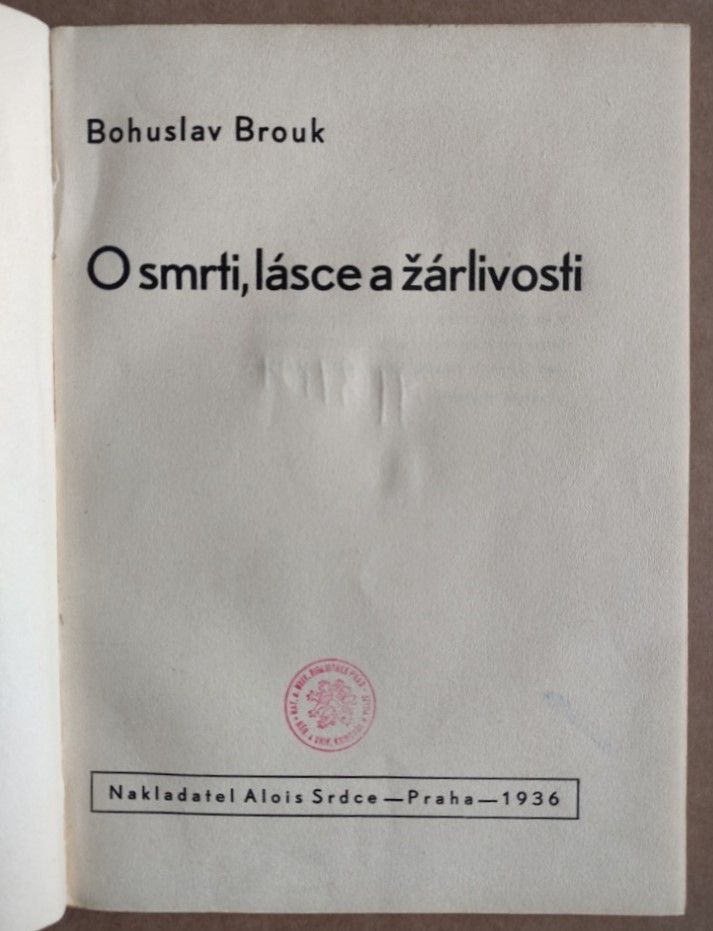 Bohuslav Brouk
O smrti, lásce a žárlivosti
Nakladatel Alois Srdce — Praha — 1936